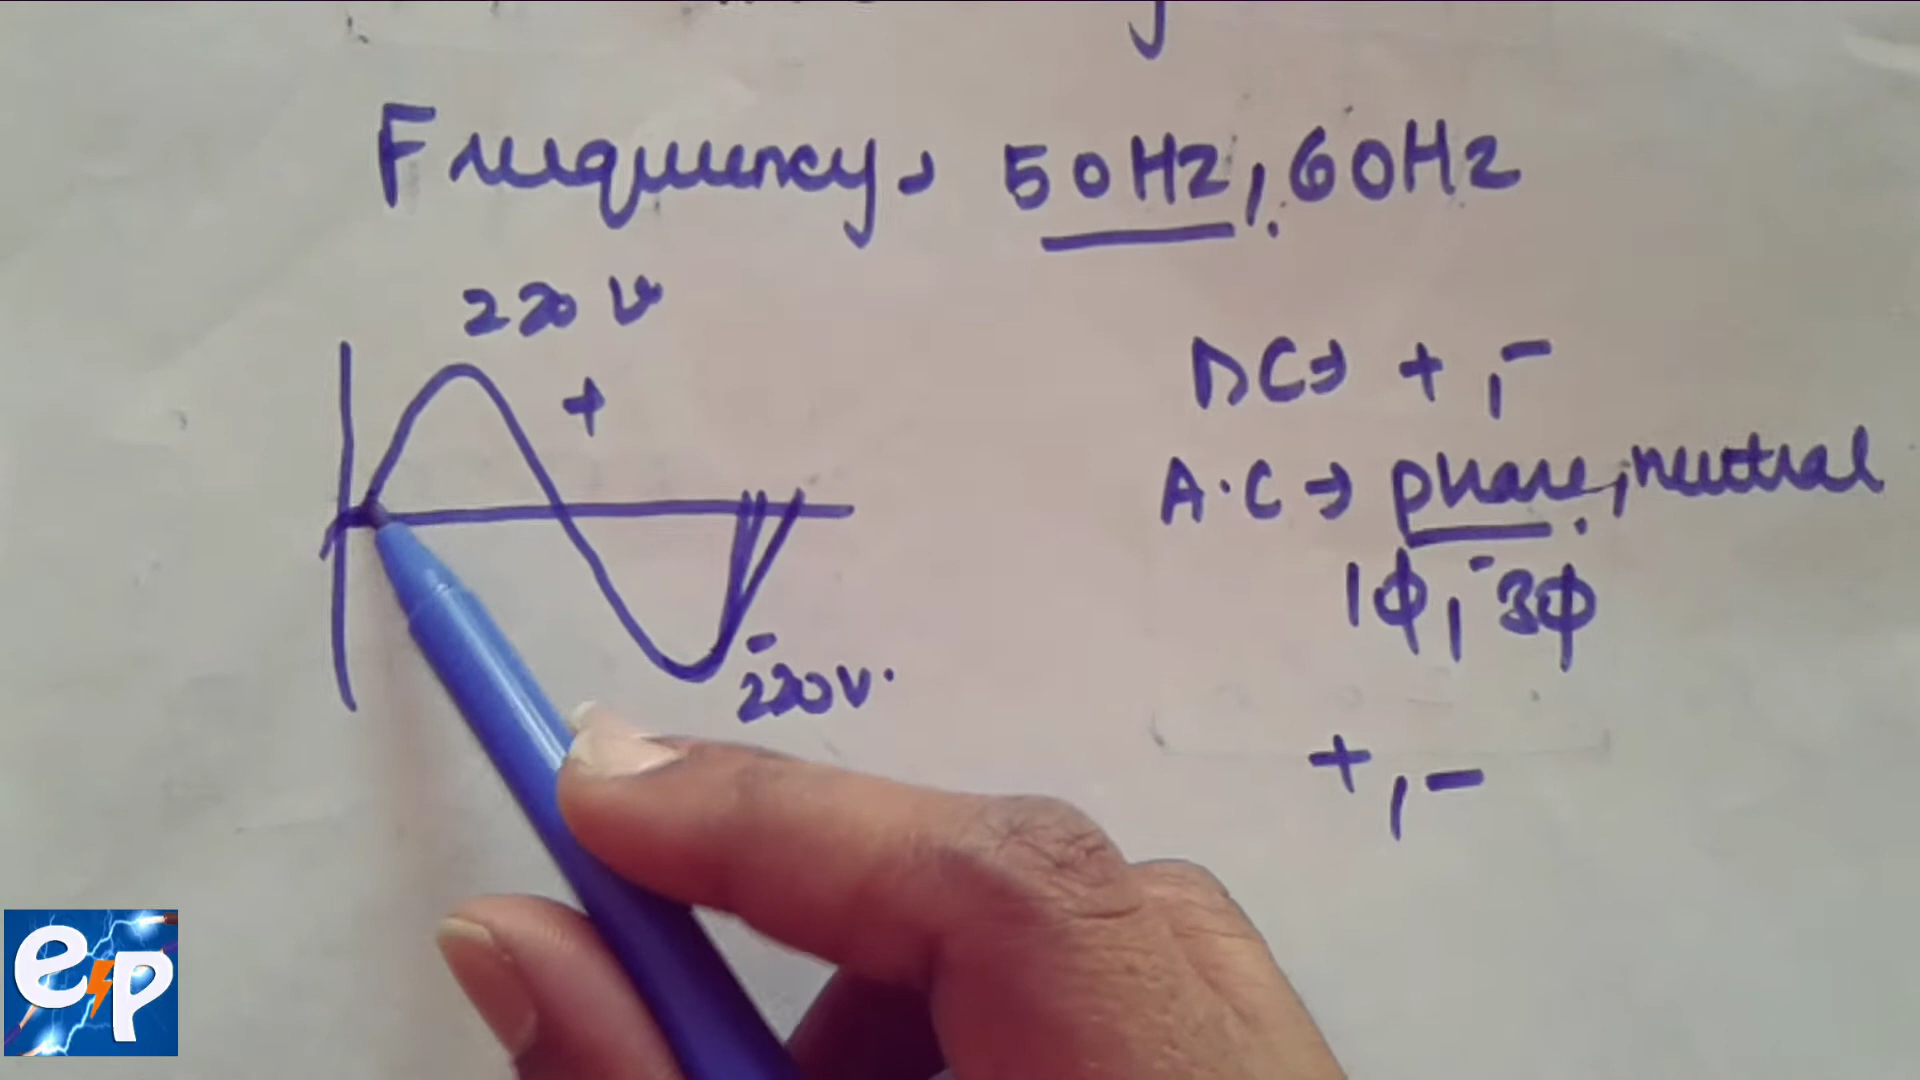 Frequency → 50Hz, 60Hz
220V
+
-
220V.
DC → +, -
A.C → phase, neutral
1ϕ, 3ϕ
+, -
ep